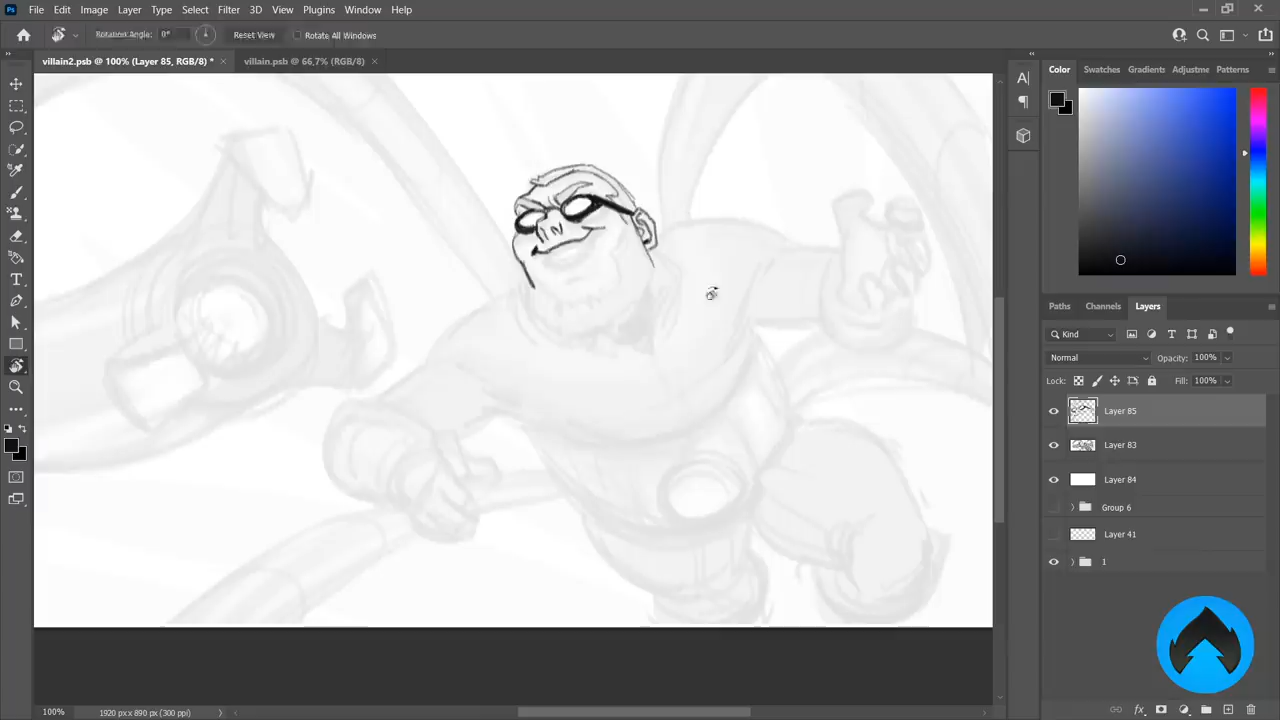 Ps File Edit Image Layer Type Select Filter 3D View Plugins Window Help
Rotation Angle: 0° Reset View Rotate All Windows
villain2.psb @ 100% (Layer 85, RGB/8) * × villain.psb @ 66,7% (RGB/8) ×
Color Swatches Gradients Adjustme Patterns
Paths Channels Layers
Kind
Normal Opacity: 100%
Lock: Fill: 100%
Layer 85
Layer 83
Layer 84
Group 6
Layer 41
1
100% 1920 px x 890 px (300 ppi)